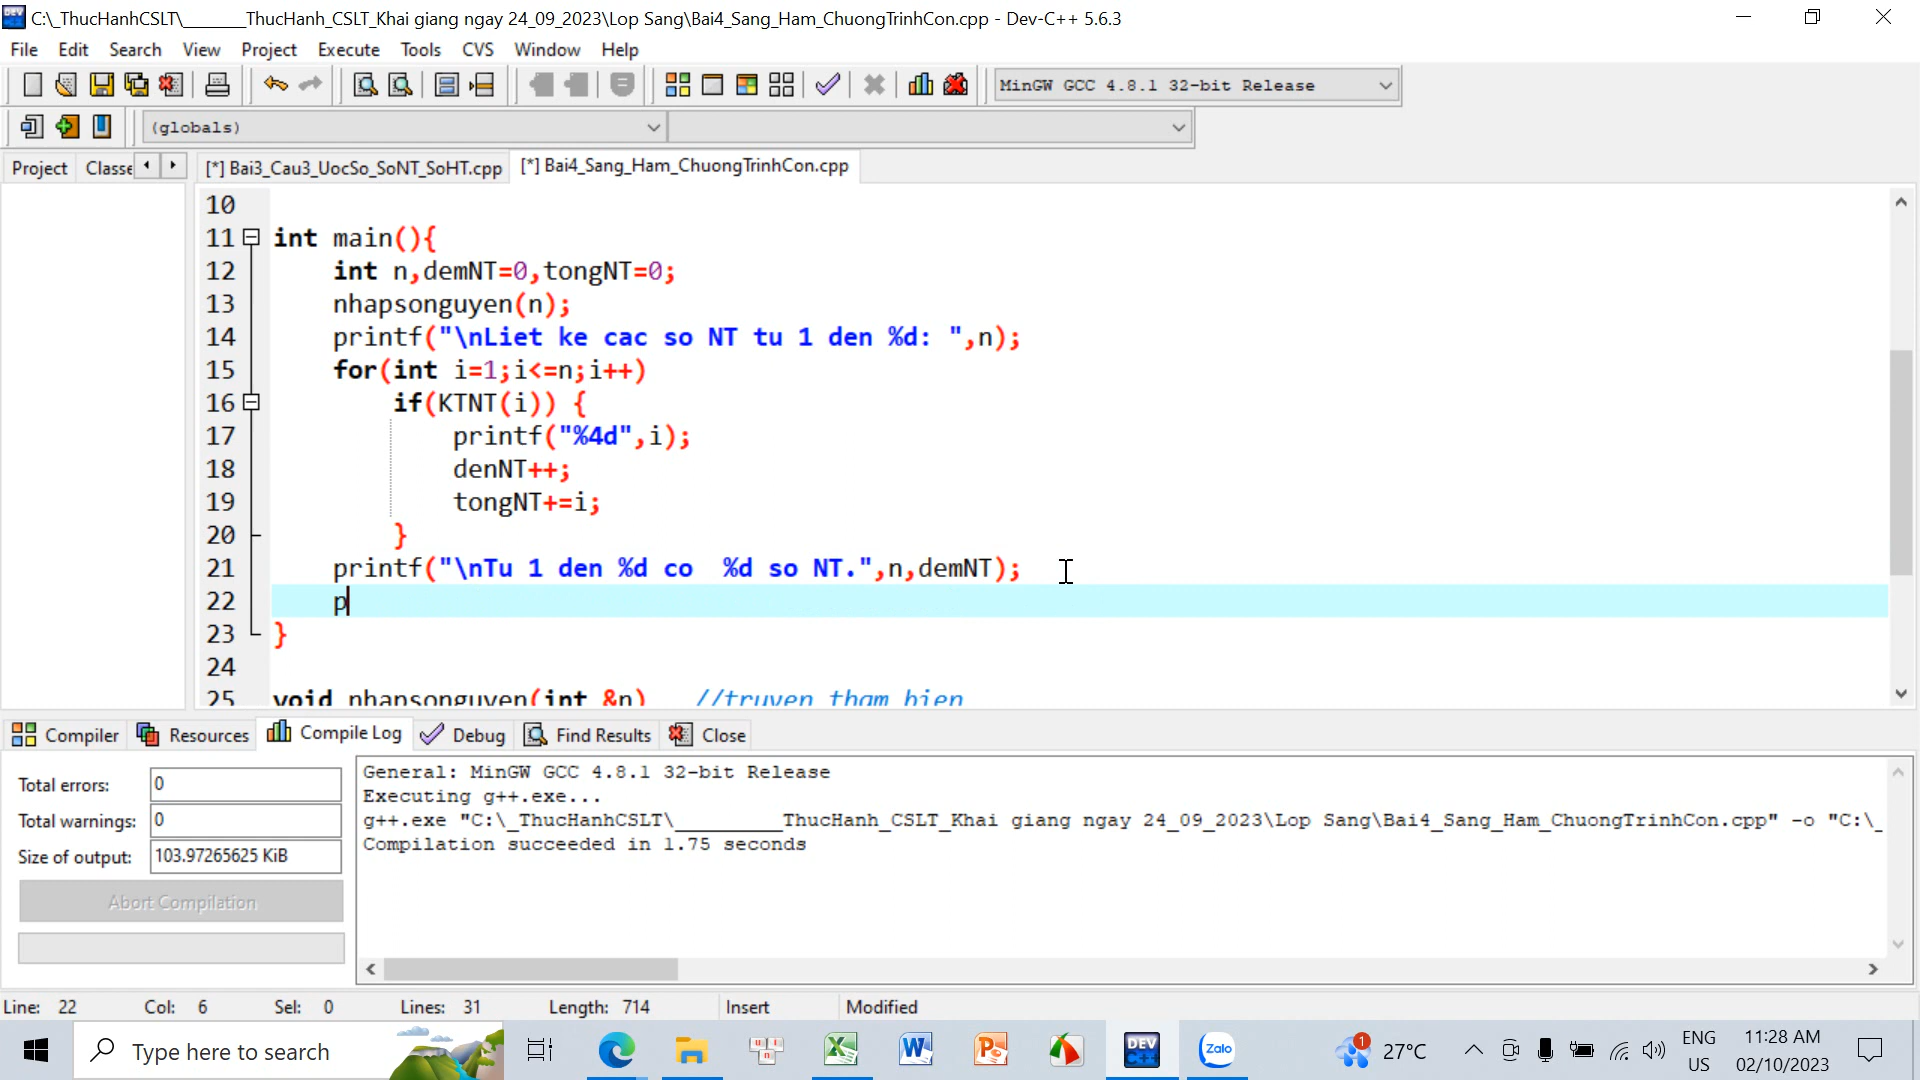 C:\_ThucHanhCSLT\_______ThucHanh_CSLT_Khai giang ngay 24_09_2023\Lop Sang\Bai4_Sang_Ham_ChuongTrinhCon.cpp - Dev-C++ 5.6.3
File Edit Search View Project Execute Tools CVS Window Help
MinGW GCC 4.8.1 32-bit Release
(globals)
Project Classe [*] Bai3_Cau3_UocSo_SoNT_SoHT.cpp [*] Bai4_Sang_Ham_ChuongTrinhCon.cpp
10
11 int main(){
12 int n,demNT=0,tongNT=0;
13 nhapsonguyen(n);
14 printf("\nLiet ke cac so NT tu 1 den %d: ",n);
15 for(int i=1;i<=n;i++)
16 if(KTNT(i)) {
17 printf("%4d",i);
18 denNT++;
19 tongNT+=i;
20 }
21 printf("\nTu 1 den %d co  %d so NT.",n,demNT);
22 p
23 }
24
25 void nhapsonguyen(int &n) //truyen tham bien
Compiler Resources Compile Log Debug Find Results Close
Total errors: 0
Total warnings: 0
Size of output: 103.97265625 KiB
Abort Compilation
General: MinGW GCC 4.8.1 32-bit Release
Executing g++.exe...
g++.exe "C:\_ThucHanhCSLT\_________ThucHanh_CSLT_Khai giang ngay 24_09_2023\Lop Sang\Bai4_Sang_Ham_ChuongTrinhCon.cpp" -o "C:\_
Compilation succeeded in 1.75 seconds
Line: 22 Col: 6 Sel: 0 Lines: 31 Length: 714 Insert Modified
Type here to search
DEV C++
Zalo
1
27°C
ENG
US
11:28 AM
02/10/2023